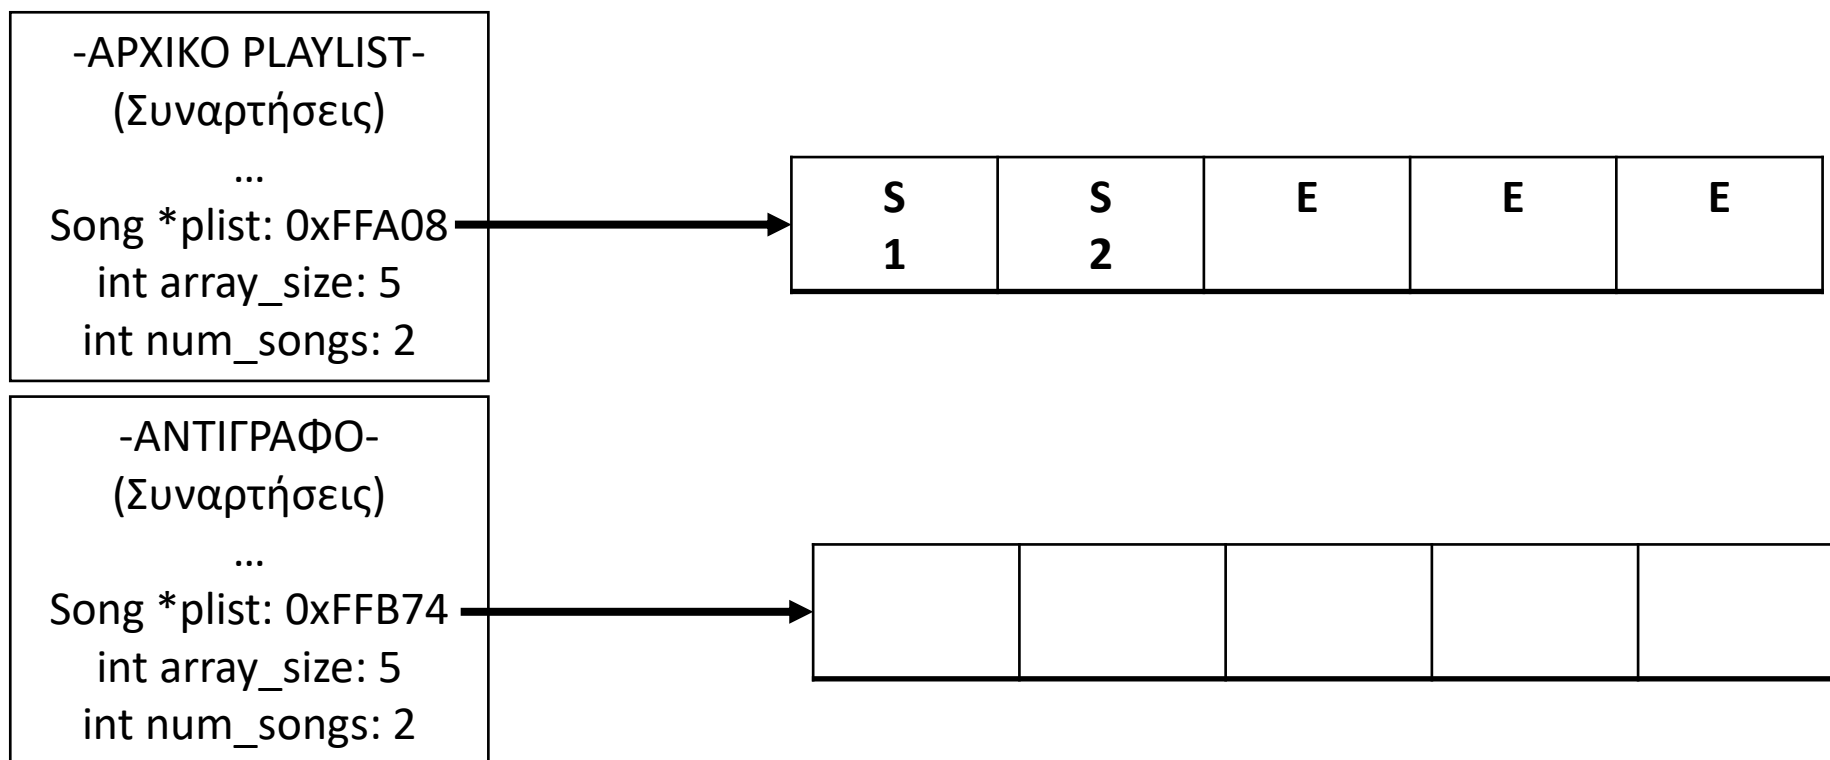 -ΑΡΧΙΚΟ PLAYLIST-
(Συναρτήσεις)
...
Song *plist: 0xFFA08
int array_size: 5
int num_songs: 2
S S E E E
1 2
-ΑΝΤΙΓΡΑΦΟ-
(Συναρτήσεις)
...
Song *plist: 0xFFB74
int array_size: 5
int num_songs: 2